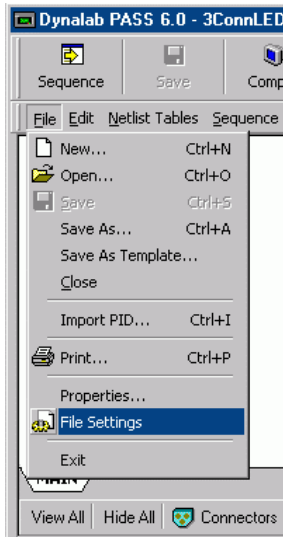 Dynalab PASS 6.0 - 3ConnLED
Sequence Save Comp
File Edit Netlist Tables Sequence
New... Ctrl+N
Open... Ctrl+O
Save Ctrl+S
Save As... Ctrl+A
Save As Template...
Close
Import PID... Ctrl+I
Print... Ctrl+P
Properties...
File Settings
Exit
MAIN
View All Hide All Connectors